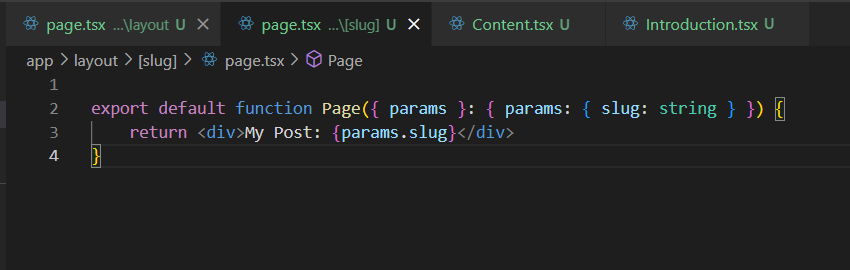 page.tsx ...\layout U page.tsx ...\[slug] U Content.tsx U Introduction.tsx U
app > layout > [slug] > page.tsx > Page
1
2 export default function Page({ params }: { params: { slug: string } }) {
3 return <div>My Post: {params.slug}</div>
4 }